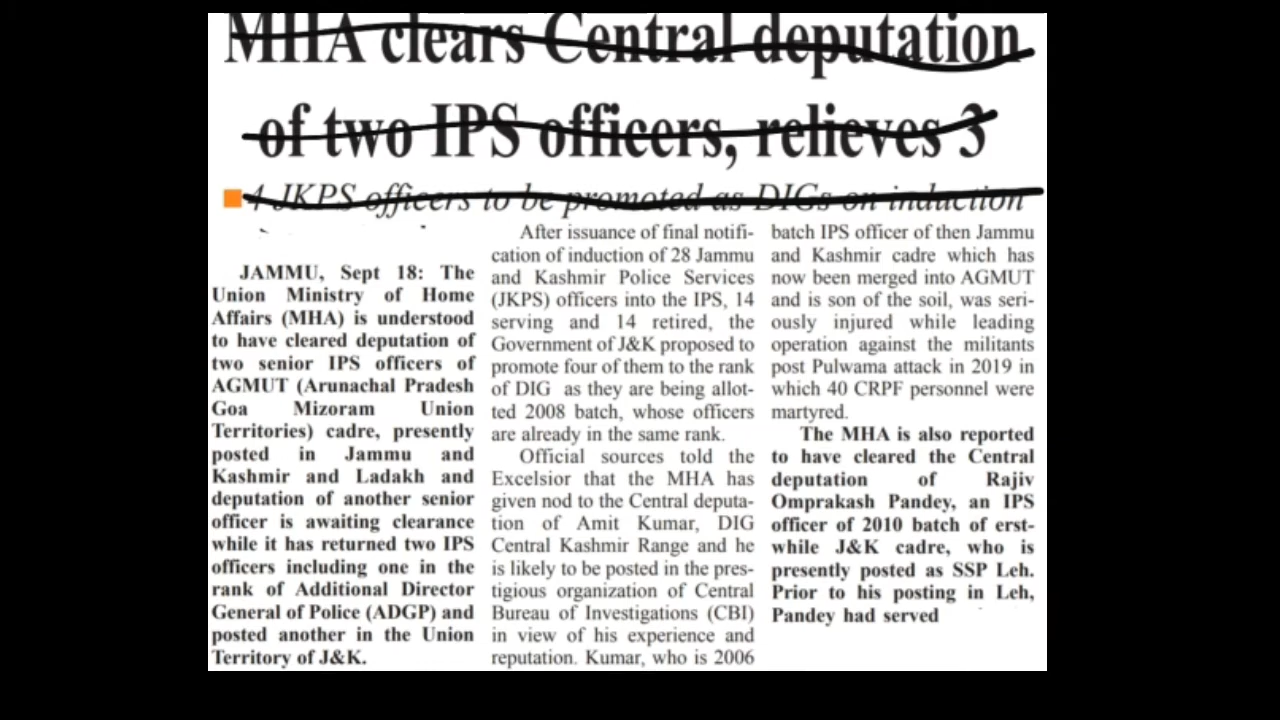 MHA clears Central deputation
of two IPS officers, relieves 3
4 JKPS officers to be promoted as DIGs on induction
JAMMU, Sept 18: The
Union Ministry of Home
Affairs (MHA) is understood
to have cleared deputation of
two senior IPS officers of
AGMUT (Arunachal Pradesh
Goa Mizoram Union
Territories) cadre, presently
posted in Jammu and
Kashmir and Ladakh and
deputation of another senior
officer is awaiting clearance
while it has returned two IPS
officers including one in the
rank of Additional Director
General of Police (ADGP) and
posted another in the Union
Territory of J&K.
After issuance of final notifi-
cation of induction of 28 Jammu
and Kashmir Police Services
(JKPS) officers into the IPS, 14
serving and 14 retired, the
Government of J&K proposed to
promote four of them to the rank
of DIG as they are being allot-
ted 2008 batch, whose officers
are already in the same rank.
Official sources told the
Excelsior that the MHA has
given nod to the Central deputa-
tion of Amit Kumar, DIG
Central Kashmir Range and he
is likely to be posted in the pres-
tigious organization of Central
Bureau of Investigations (CBI)
in view of his experience and
reputation. Kumar, who is 2006
batch IPS officer of then Jammu
and Kashmir cadre which has
now been merged into AGMUT
and is son of the soil, was seri-
ously injured while leading
operation against the militants
post Pulwama attack in 2019 in
which 40 CRPF personnel were
martyred.
The MHA is also reported
to have cleared the Central
deputation of Rajiv
Omprakash Pandey, an IPS
officer of 2010 batch of erst-
while J&K cadre, who is
presently posted as SSP Leh.
Prior to his posting in Leh,
Pandey had served